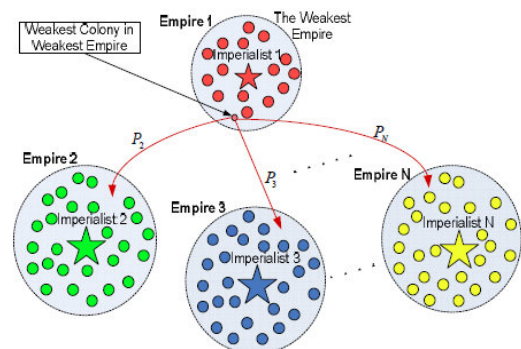 Empire 1
The Weakest
Empire
Weakest Colony in
Weakest Empire
Imperialist 1
P2
P3
PN
Empire 2
Imperialist 2
Empire 3
Imperialist 3
Empire N
Imperialist N